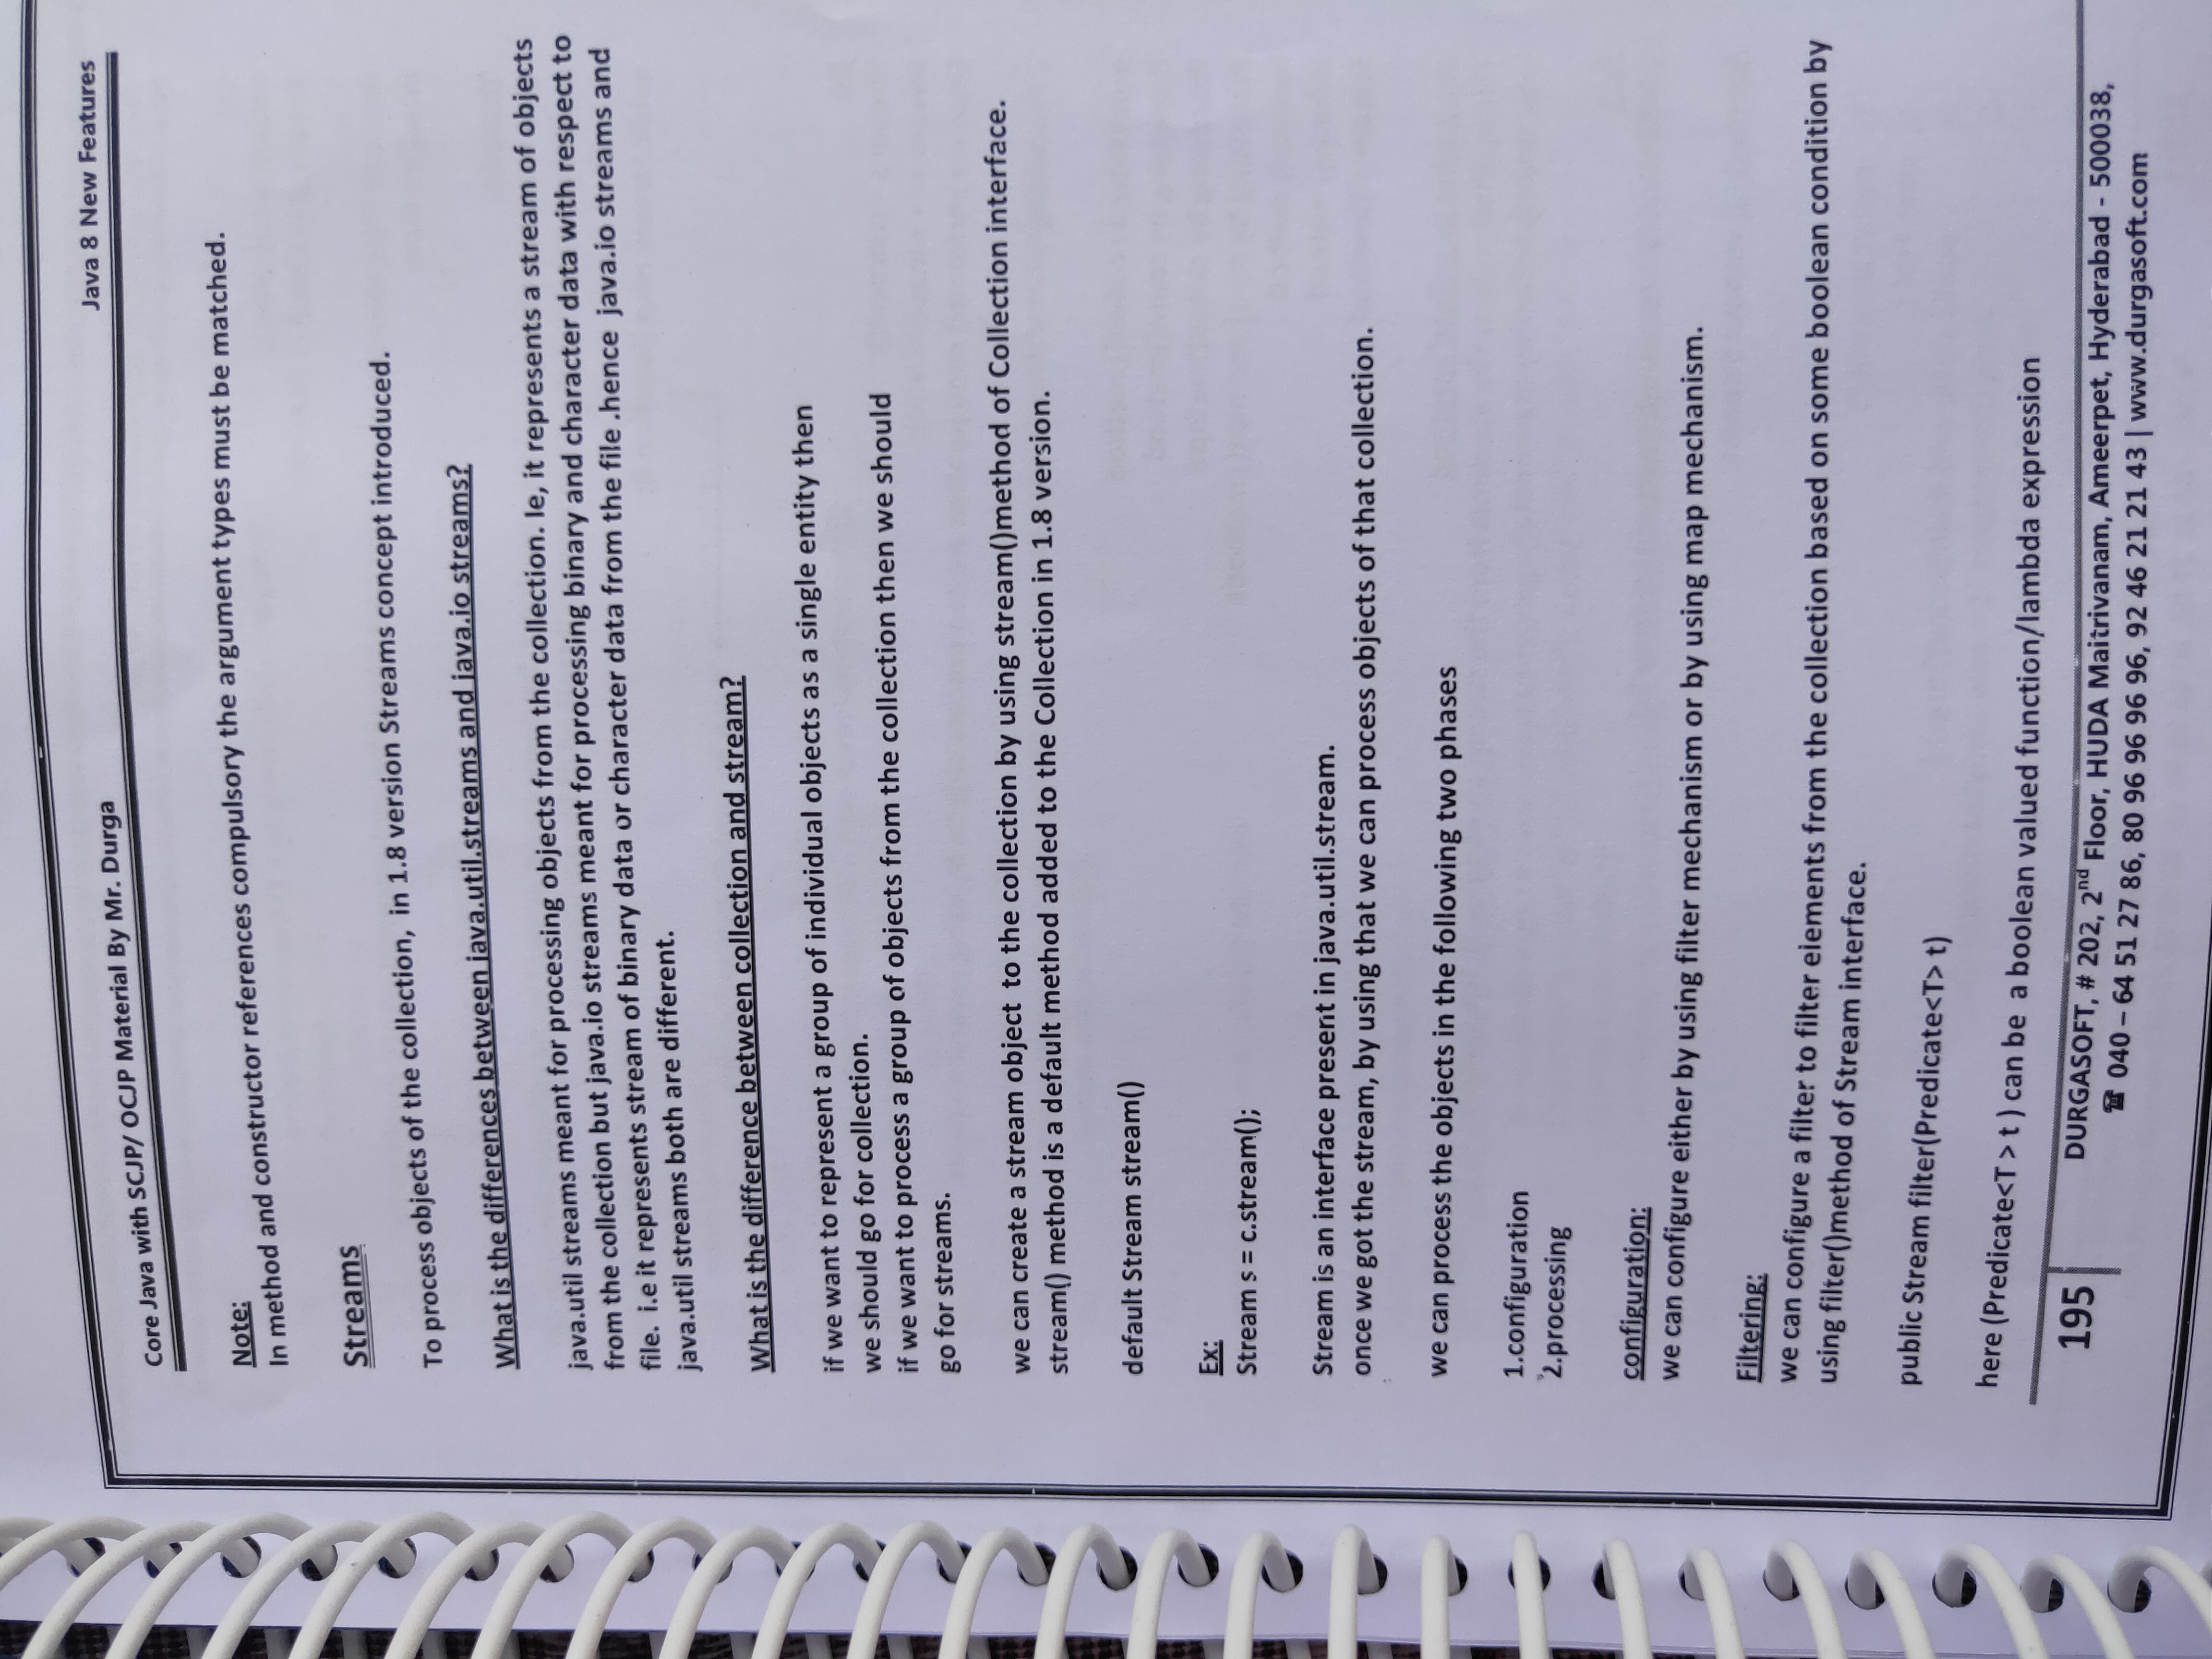 Core Java with SCJP/ OCJP Material By Mr. Durga
Java 8 New Features
Note:
In method and constructor references compulsory the argument types must be matched.
Streams
To process objects of the collection, in 1.8 version Streams concept introduced.
What is the differences between java.util.streams and java.io streams?
java.util streams meant for processing objects from the collection. Ie, it represents a stream of objects
from the collection but java.io streams meant for processing binary and character data with respect to
file. i.e it represents stream of binary data or character data from the file .hence java.io streams and
java.util streams both are different.
What is the difference between collection and stream?
if we want to represent a group of individual objects as a single entity then
we should go for collection.
if we want to process a group of objects from the collection then we should
go for streams.
we can create a stream object to the collection by using stream()method of Collection interface.
stream() method is a default method added to the Collection in 1.8 version.
default Stream stream()
Ex:
Stream s = c.stream();
Stream is an interface present in java.util.stream.
once we got the stream, by using that we can process objects of that collection.
we can process the objects in the following two phases
1.configuration
2.processing
configuration:
we can configure either by using filter mechanism or by using map mechanism.
Filtering:
we can configure a filter to filter elements from the collection based on some boolean condition by
using filter()method of Stream interface.
public Stream filter(Predicate<T> t)
here (Predicate<T > t ) can be a boolean valued function/lambda expression
195
DURGASOFT, # 202, 2nd Floor, HUDA Maitrivanam, Ameerpet, Hyderabad - 500038,
☎ 040 – 64 51 27 86, 80 96 96 96 96, 92 46 21 21 43 | www.durgasoft.com